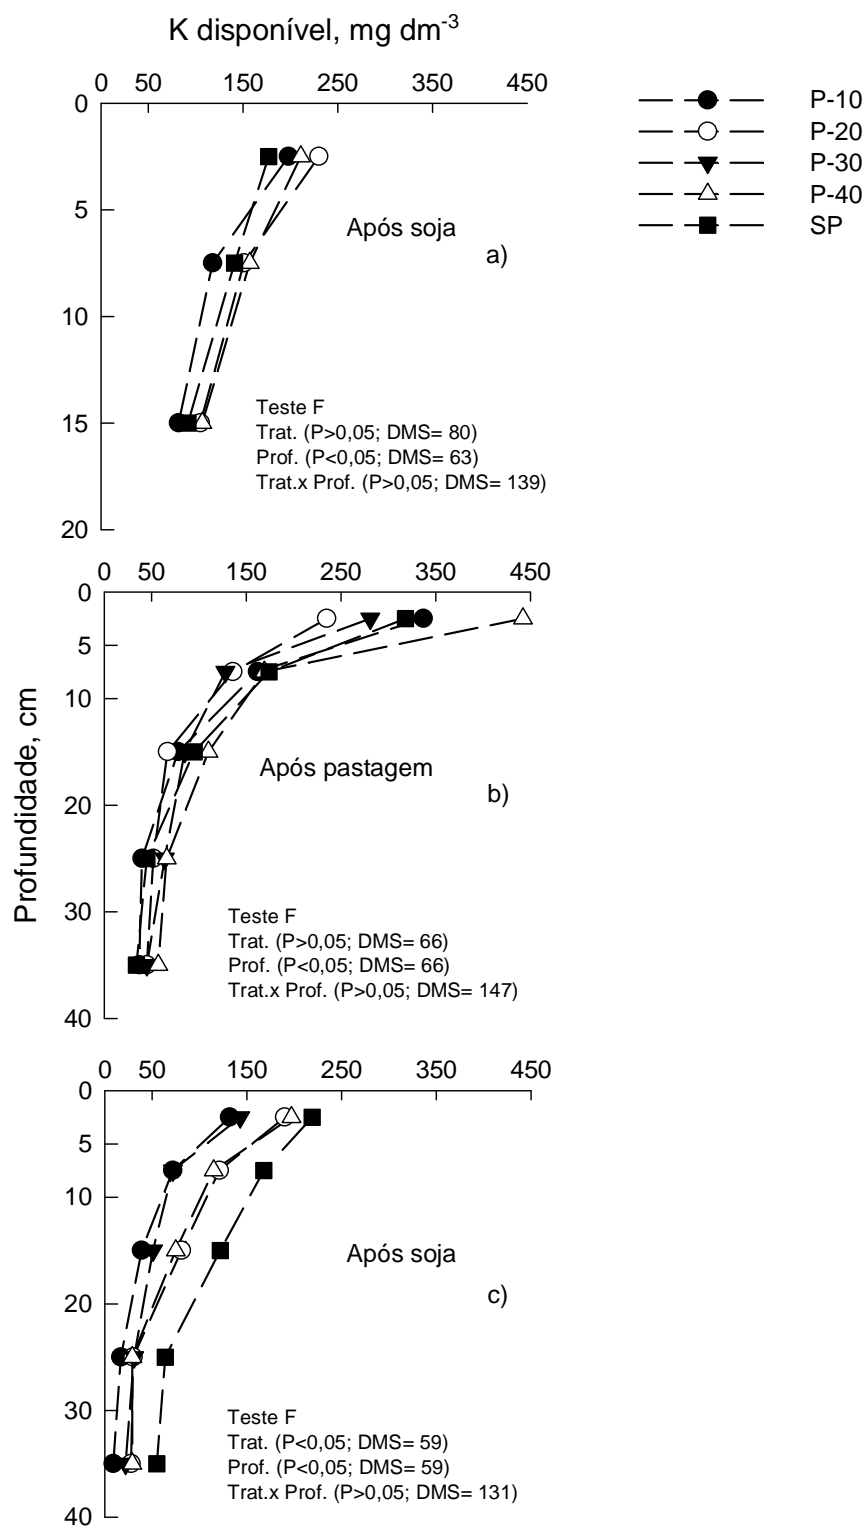 K disponível, mg dm-3
0 50 150 250 350 450
P-10
P-20
P-30
P-40
SP
0
5
10
15
20
Após soja
a)
Teste F
Trat. (P>0,05; DMS= 80)
Prof. (P<0,05; DMS= 63)
Trat.x Prof. (P>0,05; DMS= 139)
Profundidade, cm
0 50 150 250 350 450
0
5
10
20
30
40
Após pastagem
b)
Teste F
Trat. (P>0,05; DMS= 66)
Prof. (P<0,05; DMS= 66)
Trat.x Prof. (P>0,05; DMS= 147)
0 50 150 250 350 450
0
5
10
20
30
40
Após soja
c)
Teste F
Trat. (P<0,05; DMS= 59)
Prof. (P<0,05; DMS= 59)
Trat.x Prof. (P>0,05; DMS= 131)